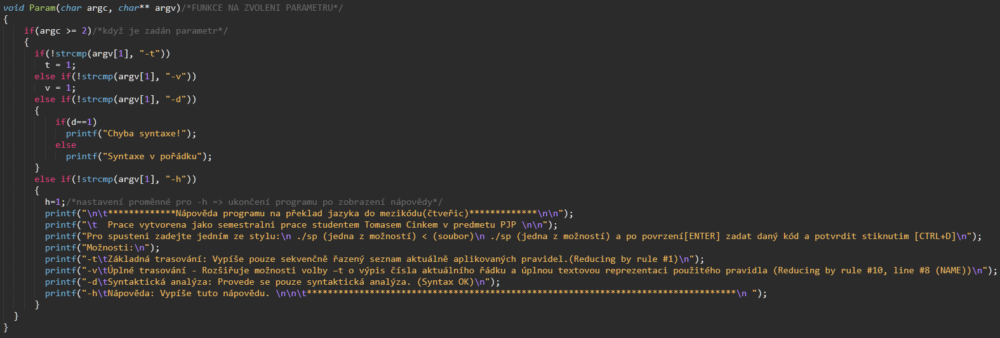 void Param(char argc, char** argv)/*FUNKCE NA ZVOLENI PARAMETRU*/
{
if(argc >= 2)/*když je zadán parametr*/
{
if(!strcmp(argv[1], "-t"))
t = 1;
else if(!strcmp(argv[1], "-v"))
v = 1;
else if(!strcmp(argv[1], "-d"))
{
if(d==1)
printf("Chyba syntaxe!");
else
printf("Syntaxe v pořádku");
}
else if(!strcmp(argv[1], "-h"))
{
h=1;/*nastavení proměnné pro -h => ukončení programu po zobrazení nápovědy*/
printf("\n\t*************Nápověda programu na překlad jazyka do mezikódu(čtveřic)*************\n\n");
printf("\t  Prace vytvorena jako semestralni prace studentem Tomasem Cinkem v predmetu PJP \n\n");
printf("Pro spusteni zadejte jedním ze stylu:\n ./sp (jedna z možností) < (soubor)\n ./sp (jedna z možností) a po povrzení[ENTER] zadat daný kód a potvrdit stiknutim [CTRL+D]\n");
printf("Možnosti:\n");
printf("-t\tZákladná trasování: Vypíše pouze sekvenčně řazený seznam aktuálně aplikovaných pravidel.(Reducing by rule #1)\n");
printf("-v\tÚplné trasování - Rozšiřuje možnosti volby –t o výpis čísla aktuálního řádku a úplnou textovou reprezentaci použitého pravidla (Reducing by rule #10, line #8 (NAME))\n");
printf("-d\tSyntaktická analýza: Provede se pouze syntaktická analýza. (Syntax OK)\n");
printf("-h\tNápověda: Vypíše tuto nápovědu. \n\n\t**********************************************************************************\n ");
}
}
}